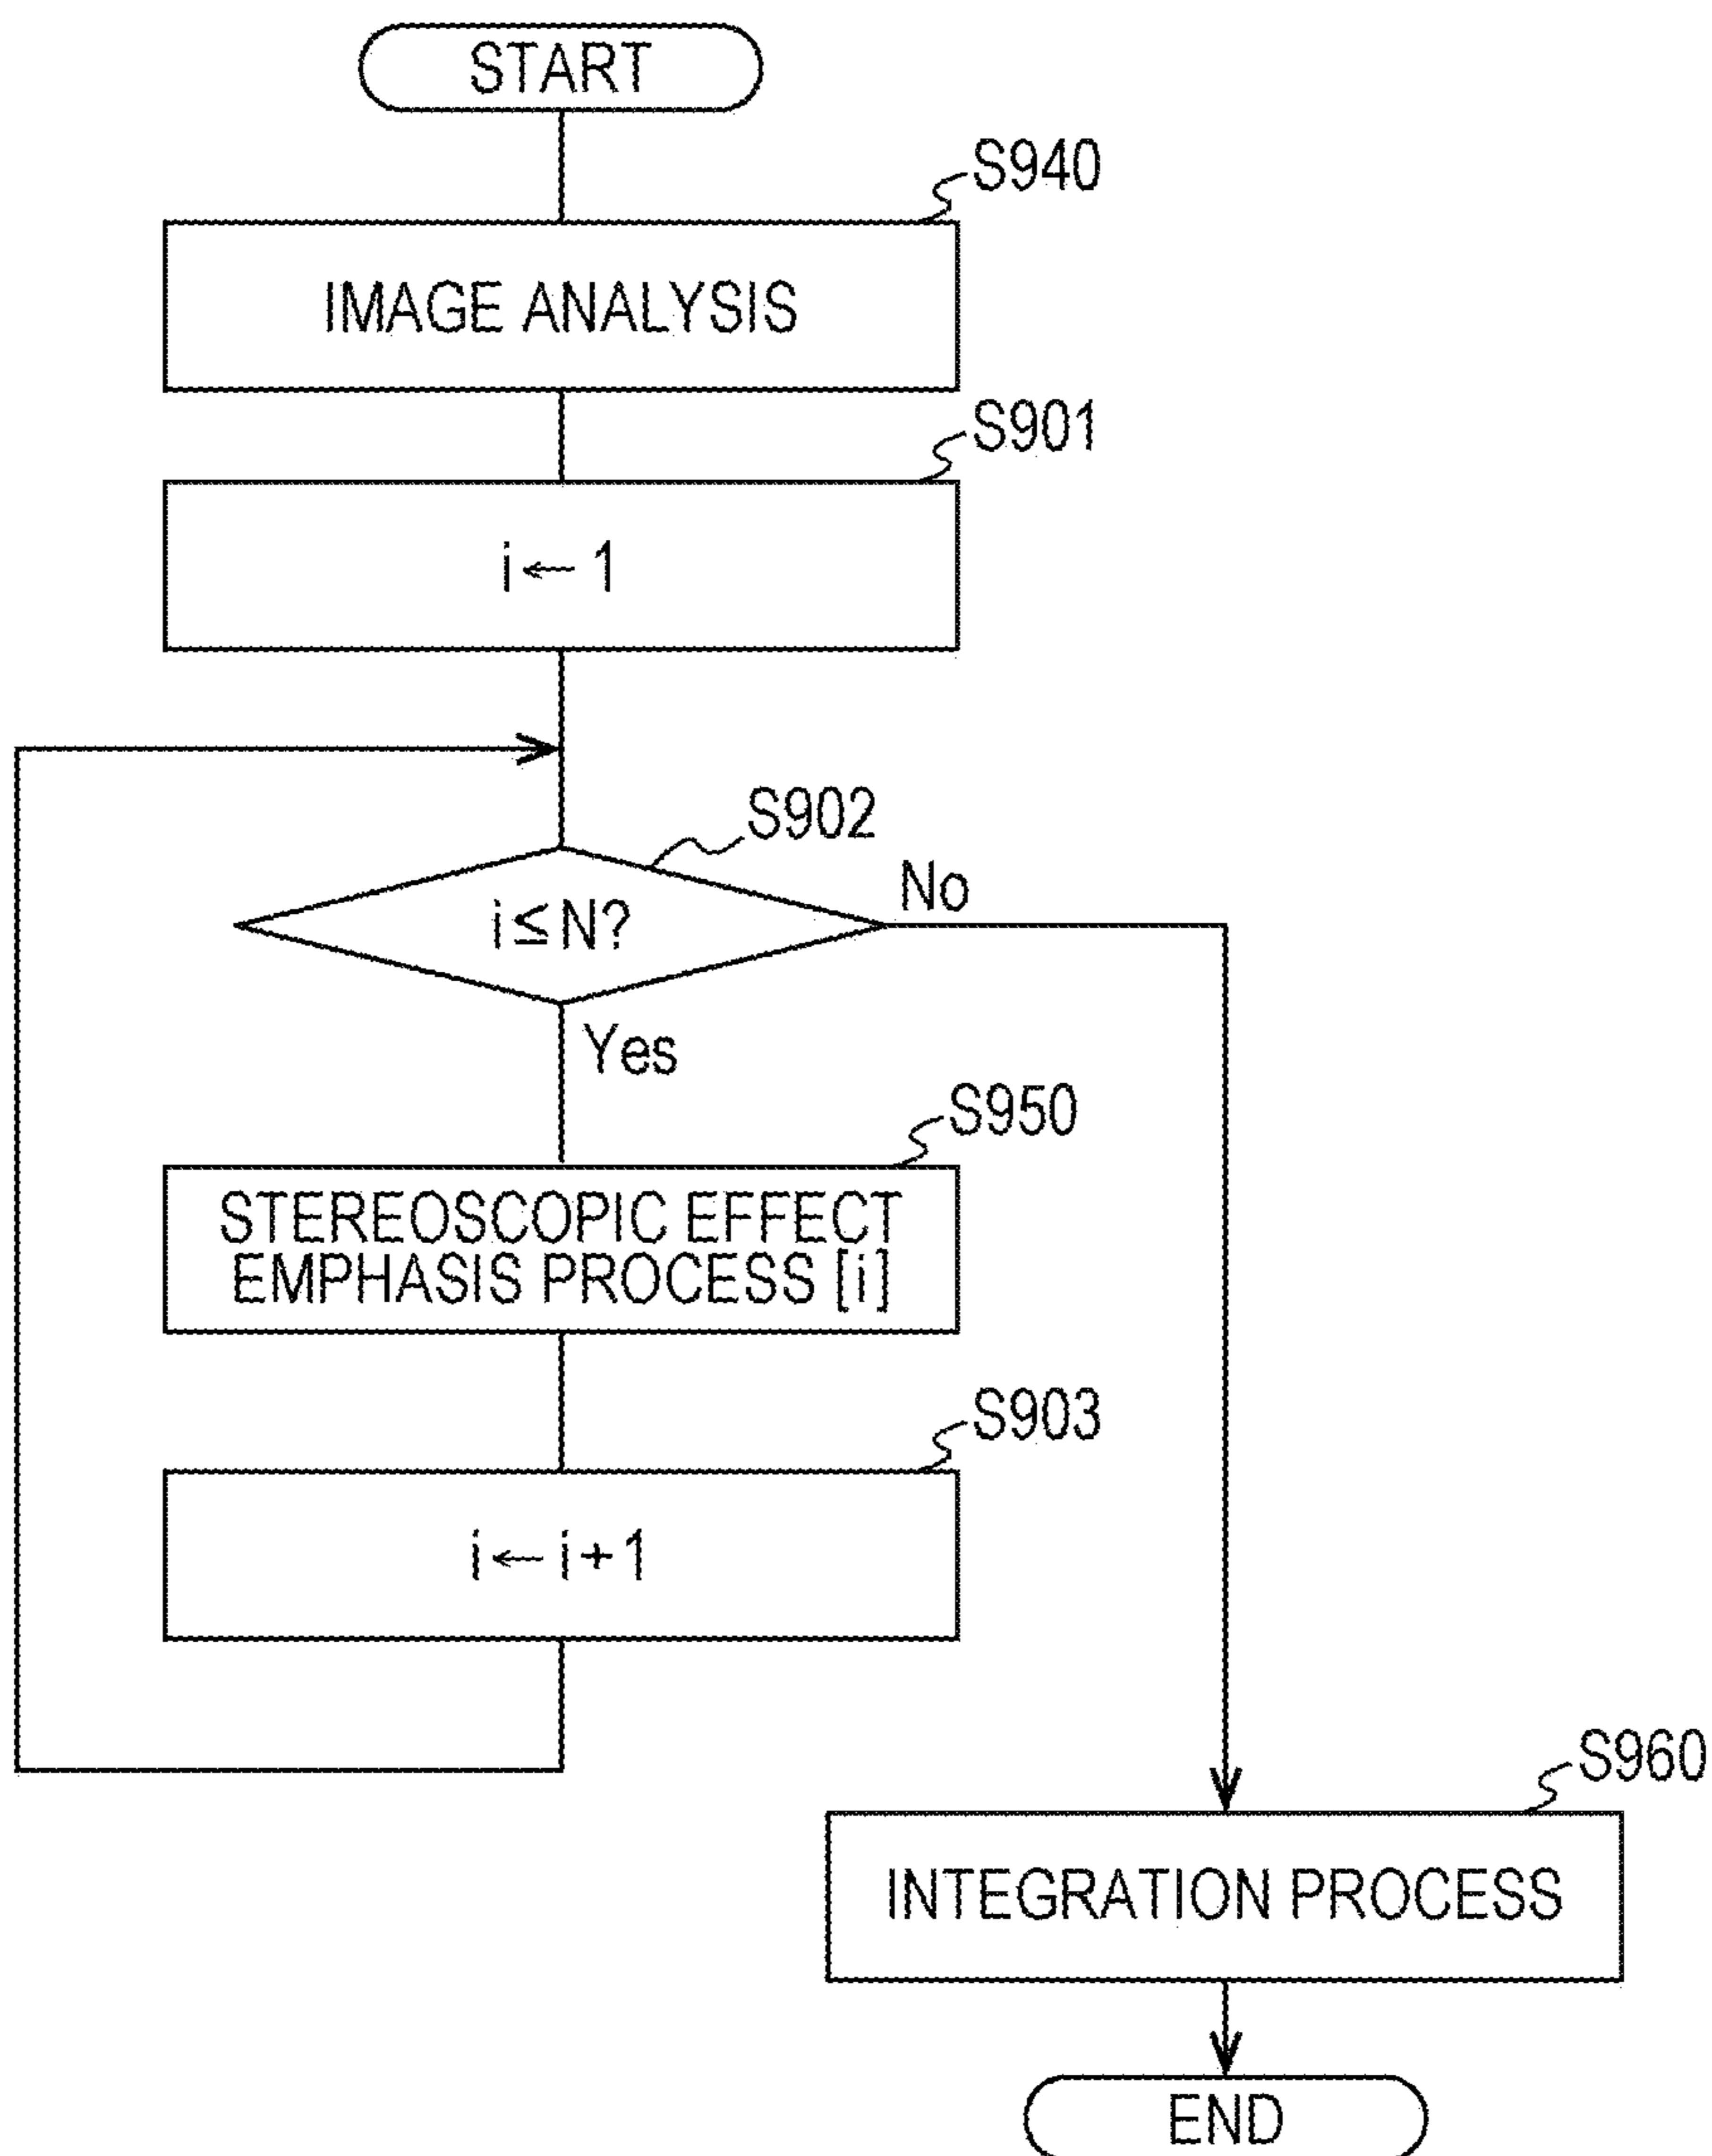 START
S940
IMAGE ANALYSIS
S901
i ← 1
S902
i ≤ N?
No
Yes
S950
STEREOSCOPIC EFFECT
EMPHASIS PROCESS [i]
S903
i ← i + 1
S960
INTEGRATION PROCESS
END